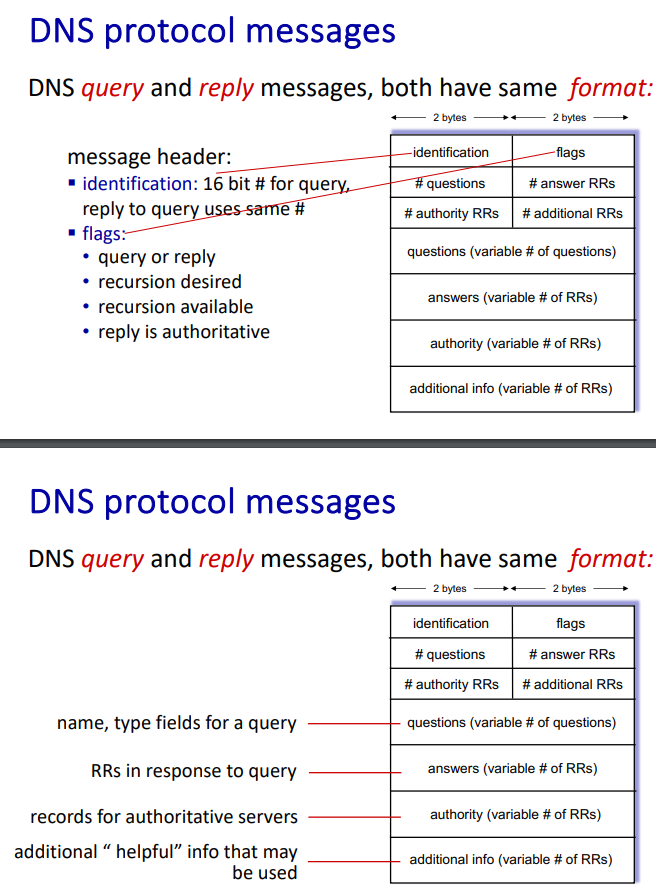 DNS protocol messages
DNS query and reply messages, both have same format:
2 bytes 2 bytes
message header:
▪ identification: 16 bit # for query,
reply to query uses same #
▪ flags:
• query or reply
• recursion desired
• recursion available
• reply is authoritative
identification flags
# questions # answer RRs
# authority RRs # additional RRs
questions (variable # of questions)
answers (variable # of RRs)
authority (variable # of RRs)
additional info (variable # of RRs)
DNS protocol messages
DNS query and reply messages, both have same format:
2 bytes 2 bytes
identification flags
# questions # answer RRs
# authority RRs # additional RRs
name, type fields for a query questions (variable # of questions)
RRs in response to query answers (variable # of RRs)
records for authoritative servers authority (variable # of RRs)
additional “ helpful” info that may
be used
additional info (variable # of RRs)